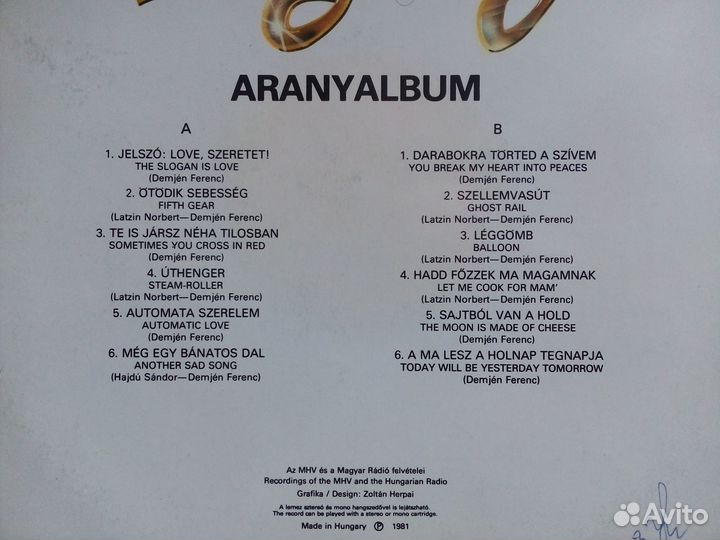 ARANYALBUM
A
1. JELSZÓ: LOVE, SZERETET!
THE SLOGAN IS LOVE
(Demjén Ferenc)
2. ÖTÖDIK SEBESSÉG
FIFTH GEAR
(Latzin Norbert—Demjén Ferenc)
3. TE IS JÁRSZ NÉHA TILOSBAN
SOMETIMES YOU CROSS IN RED
(Demjén Ferenc)
4. ÚTHENGER
STEAM-ROLLER
(Latzin Norbert—Demjén Ferenc)
5. AUTOMATA SZERELEM
AUTOMATIC LOVE
(Demjén Ferenc)
6. MÉG EGY BÁNATOS DAL
ANOTHER SAD SONG
(Hajdú Sándor—Demjén Ferenc)
B
1. DARABOKRA TÖRTED A SZÍVEM
YOU BREAK MY HEART INTO PEACES
(Demjén Ferenc)
2. SZELLEMVASÚT
GHOST RAIL
(Latzin Norbert—Demjén Ferenc)
3. LÉGGÖMB
BALLOON
(Latzin Norbert—Demjén Ferenc)
4. HADD FŐZZEK MA MAGAMNAK
LET ME COOK FOR MAM'
(Latzin Norbert—Demjén Ferenc)
5. SAJTBÓL VAN A HOLD
THE MOON IS MADE OF CHEESE
(Demjén Ferenc)
6. A MA LESZ A HOLNAP TEGNAPJA
TODAY WILL BE YESTERDAY TOMORROW
(Demjén Ferenc)
Az MHV és a Magyar Rádió felvételei
Recordings of the MHV and the Hungarian Radio
Grafika / Design: Zoltán Herpai
A lemez sztereó és mono hangszedővel is lejátszható.
The record can be played with a stereo or mono cartridge.
Made in Hungary Ⓟ 1981
Avito